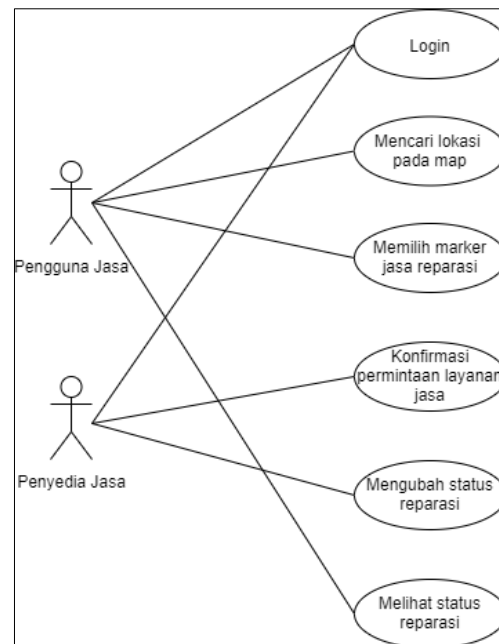 Login
Mencari lokasi
pada map
Pengguna Jasa
Memilih marker
jasa reparasi
Konfirmasi
permintaan layanan
jasa
Penyedia Jasa
Mengubah status
reparasi
Melihat status
reparasi